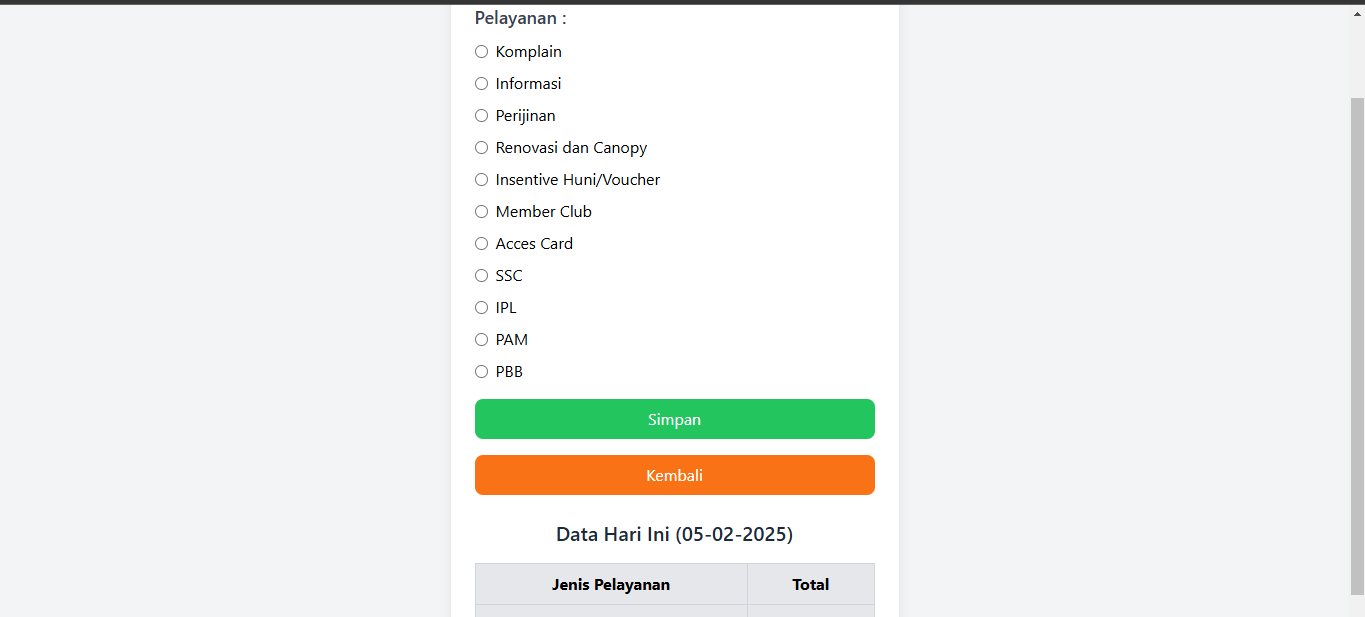 Pelayanan :
Komplain
Informasi
Perijinan
Renovasi dan Canopy
Insentive Huni/Voucher
Member Club
Acces Card
SSC
IPL
PAM
PBB
Simpan
Kembali
Data Hari Ini (05-02-2025)
Jenis Pelayanan Total